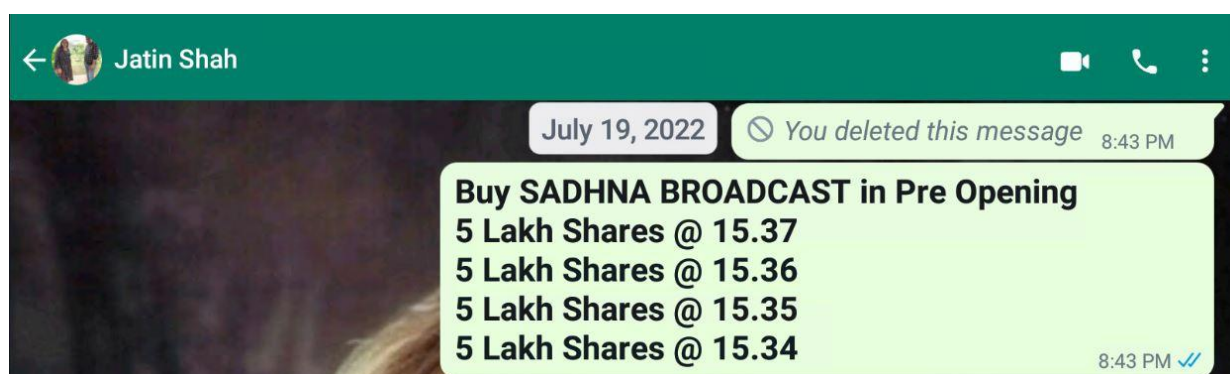 Jatin Shah
July 19, 2022
You deleted this message 8:43 PM
Buy SADHNA BROADCAST in Pre Opening
5 Lakh Shares @ 15.37
5 Lakh Shares @ 15.36
5 Lakh Shares @ 15.35
5 Lakh Shares @ 15.34
8:43 PM